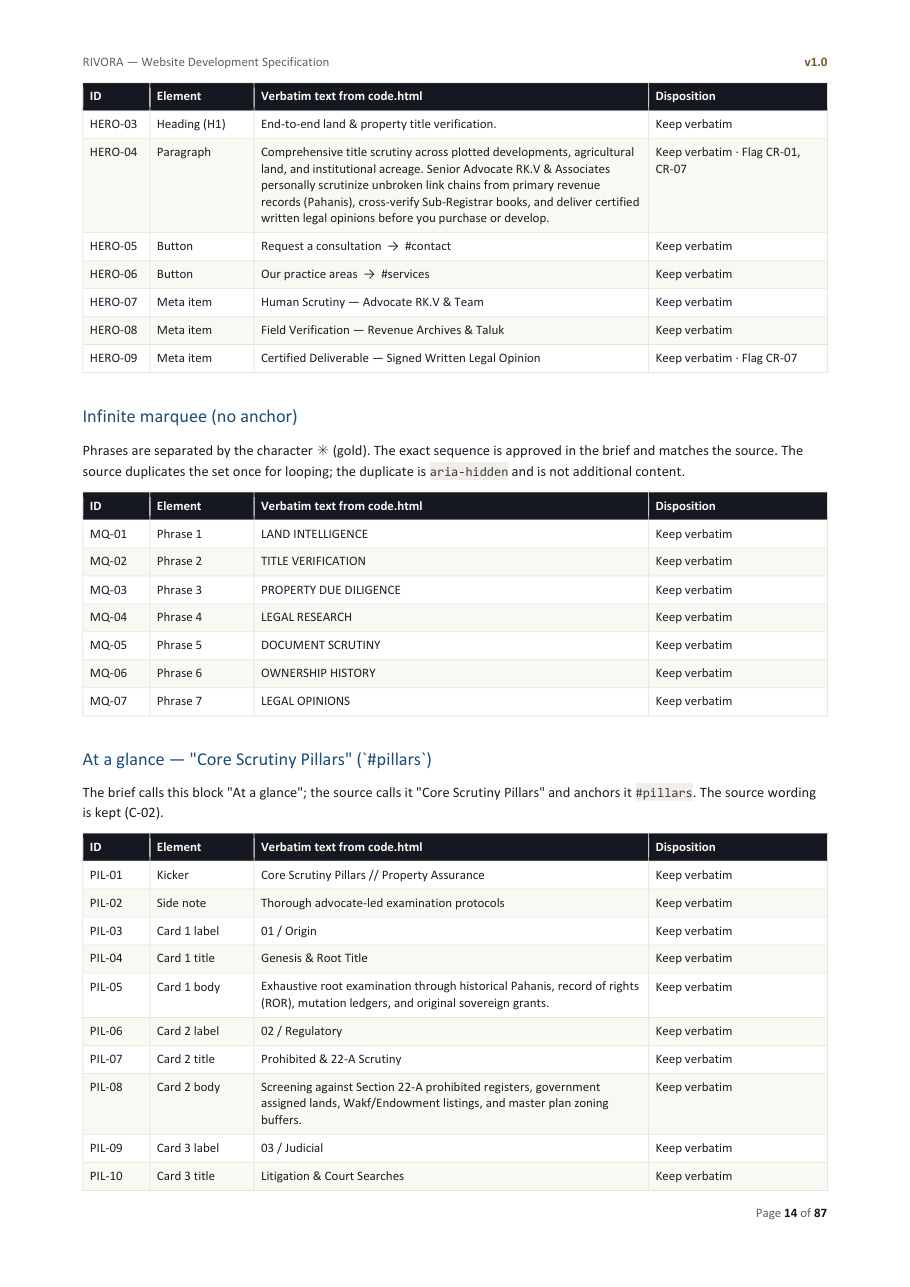 RIVORA — Website Development Specification v1.0
ID Element Verbatim text from code.html Disposition
HERO-03 Heading (H1) End-to-end land & property title verification. Keep verbatim
HERO-04 Paragraph Comprehensive title scrutiny across plotted developments, agricultural Keep verbatim · Flag CR-01,
land, and institutional acreage. Senior Advocate RK.V & Associates CR-07
personally scrutinize unbroken link chains from primary revenue
records (Pahanis), cross-verify Sub-Registrar books, and deliver certified
written legal opinions before you purchase or develop.
HERO-05 Button Request a consultation → #contact Keep verbatim
HERO-06 Button Our practice areas → #services Keep verbatim
HERO-07 Meta item Human Scrutiny — Advocate RK.V & Team Keep verbatim
HERO-08 Meta item Field Verification — Revenue Archives & Taluk Keep verbatim
HERO-09 Meta item Certified Deliverable — Signed Written Legal Opinion Keep verbatim · Flag CR-07
Infinite marquee (no anchor)
Phrases are separated by the character ✳ (gold). The exact sequence is approved in the brief and matches the source. The
source duplicates the set once for looping; the duplicate is aria-hidden and is not additional content.
ID Element Verbatim text from code.html Disposition
MQ-01 Phrase 1 LAND INTELLIGENCE Keep verbatim
MQ-02 Phrase 2 TITLE VERIFICATION Keep verbatim
MQ-03 Phrase 3 PROPERTY DUE DILIGENCE Keep verbatim
MQ-04 Phrase 4 LEGAL RESEARCH Keep verbatim
MQ-05 Phrase 5 DOCUMENT SCRUTINY Keep verbatim
MQ-06 Phrase 6 OWNERSHIP HISTORY Keep verbatim
MQ-07 Phrase 7 LEGAL OPINIONS Keep verbatim
At a glance — "Core Scrutiny Pillars" (`#pillars`)
The brief calls this block "At a glance"; the source calls it "Core Scrutiny Pillars" and anchors it #pillars. The source wording
is kept (C-02).
ID Element Verbatim text from code.html Disposition
PIL-01 Kicker Core Scrutiny Pillars // Property Assurance Keep verbatim
PIL-02 Side note Thorough advocate-led examination protocols Keep verbatim
PIL-03 Card 1 label 01 / Origin Keep verbatim
PIL-04 Card 1 title Genesis & Root Title Keep verbatim
PIL-05 Card 1 body Exhaustive root examination through historical Pahanis, record of rights Keep verbatim
(ROR), mutation ledgers, and original sovereign grants.
PIL-06 Card 2 label 02 / Regulatory Keep verbatim
PIL-07 Card 2 title Prohibited & 22-A Scrutiny Keep verbatim
PIL-08 Card 2 body Screening against Section 22-A prohibited registers, government Keep verbatim
assigned lands, Wakf/Endowment listings, and master plan zoning
buffers.
PIL-09 Card 3 label 03 / Judicial Keep verbatim
PIL-10 Card 3 title Litigation & Court Searches Keep verbatim
Page 14 of 87